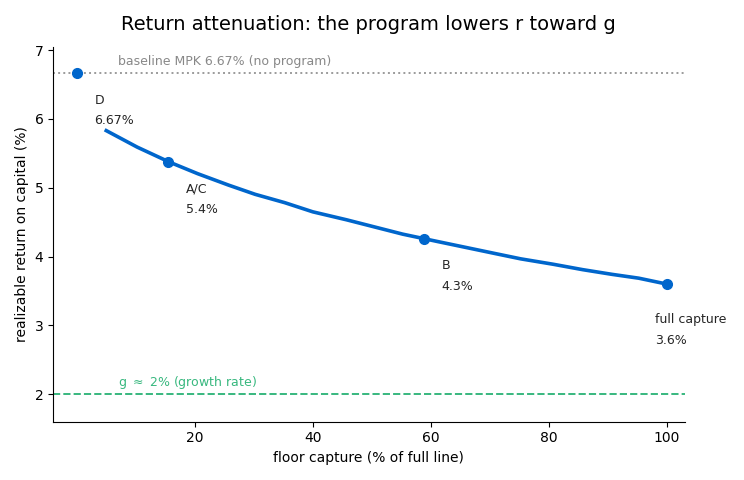 Return attenuation: the program lowers r toward g
7
baseline MPK 6.67% (no program)
D
6.67%
6
A/C
5.4%
5
realizable return on capital (%)
4
B
4.3%
full capture
3.6%
3
g ≈ 2% (growth rate)
2
20
40
60
80
100
floor capture (% of full line)